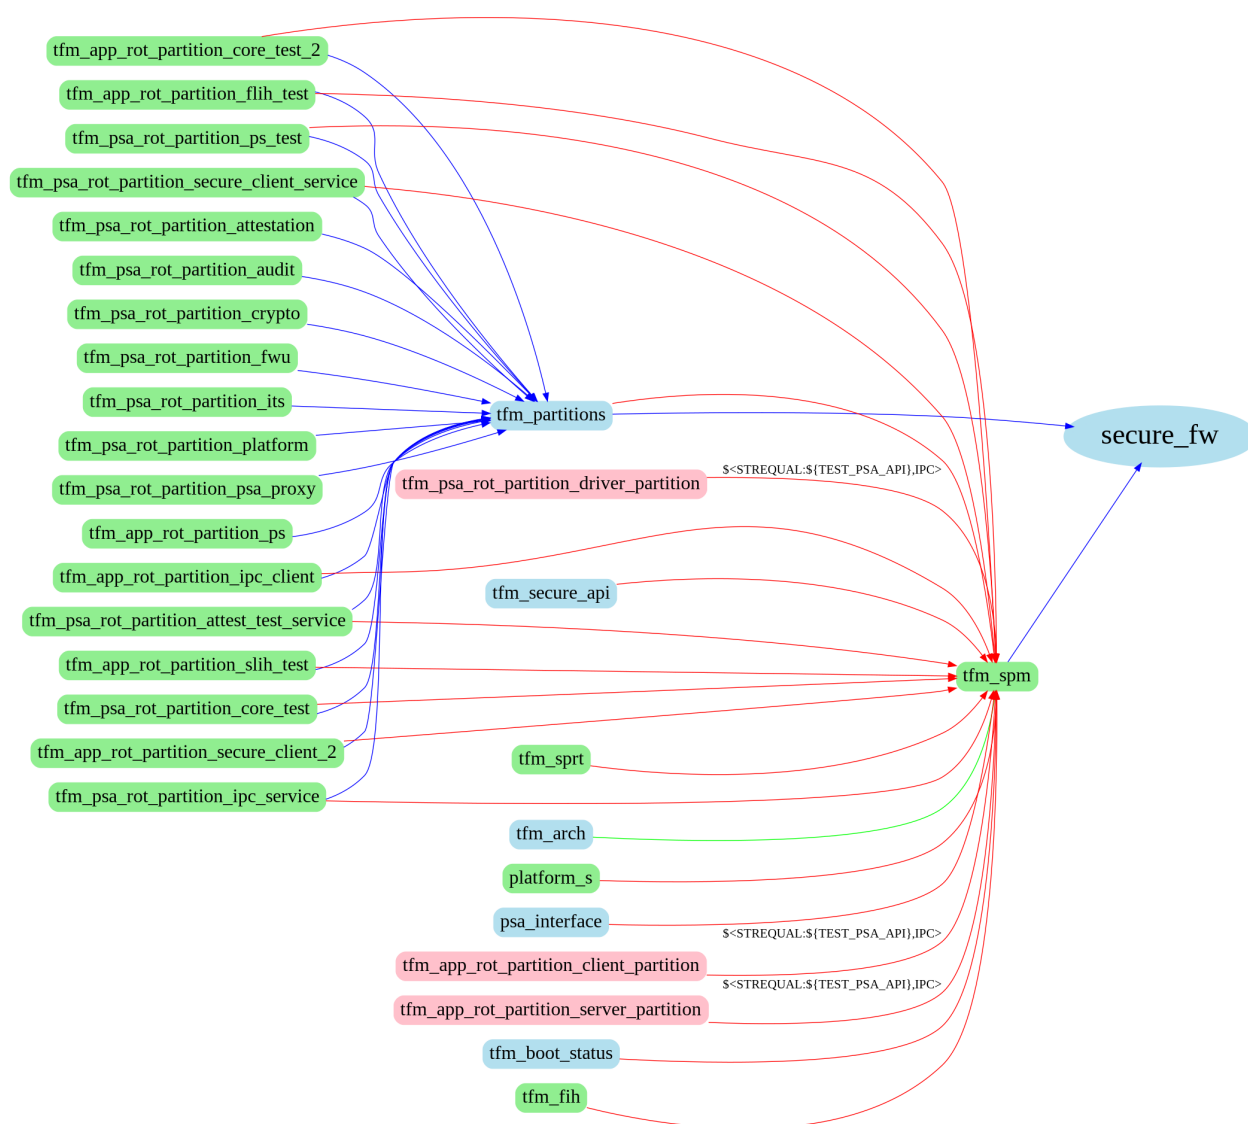 tfm_app_rot_partition_core_test_2
tfm_app_rot_partition_flih_test
tfm_psa_rot_partition_ps_test
tfm_psa_rot_partition_secure_client_service
tfm_psa_rot_partition_attestation
tfm_psa_rot_partition_audit
tfm_psa_rot_partition_crypto
tfm_psa_rot_partition_fwu
tfm_psa_rot_partition_its
tfm_psa_rot_partition_platform
tfm_psa_rot_partition_psa_proxy
tfm_app_rot_partition_ps
tfm_app_rot_partition_ipc_client
tfm_psa_rot_partition_attest_test_service
tfm_app_rot_partition_slih_test
tfm_psa_rot_partition_core_test
tfm_app_rot_partition_secure_client_2
tfm_psa_rot_partition_ipc_service
tfm_partitions
tfm_psa_rot_partition_driver_partition
$<STREQUAL:${TEST_PSA_API},IPC>
tfm_secure_api
tfm_sprt
tfm_arch
platform_s
psa_interface
$<STREQUAL:${TEST_PSA_API},IPC>
tfm_app_rot_partition_client_partition
$<STREQUAL:${TEST_PSA_API},IPC>
tfm_app_rot_partition_server_partition
tfm_boot_status
tfm_fih
tfm_spm
secure_fw